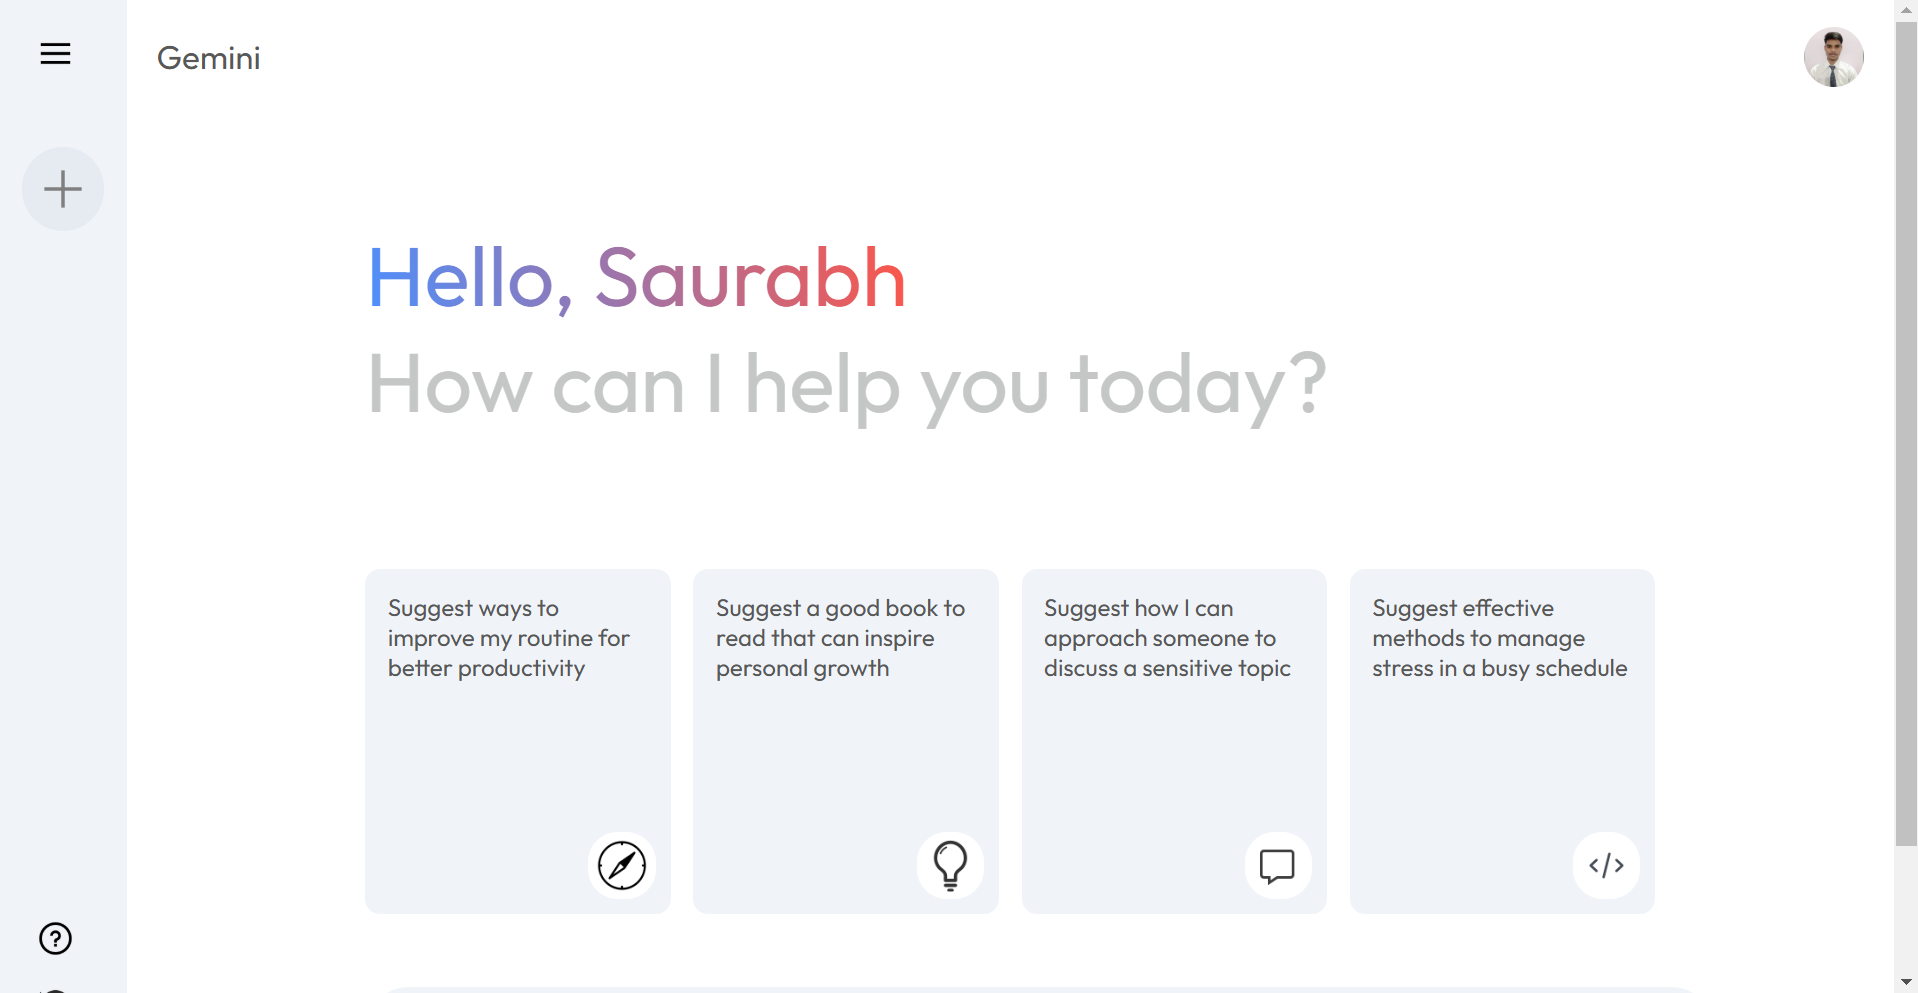 Gemini
Hello, Saurabh
How can I help you today?
Suggest ways to
improve my routine for
better productivity
Suggest a good book to
read that can inspire
personal growth
Suggest how I can
approach someone to
discuss a sensitive topic
Suggest effective
methods to manage
stress in a busy schedule